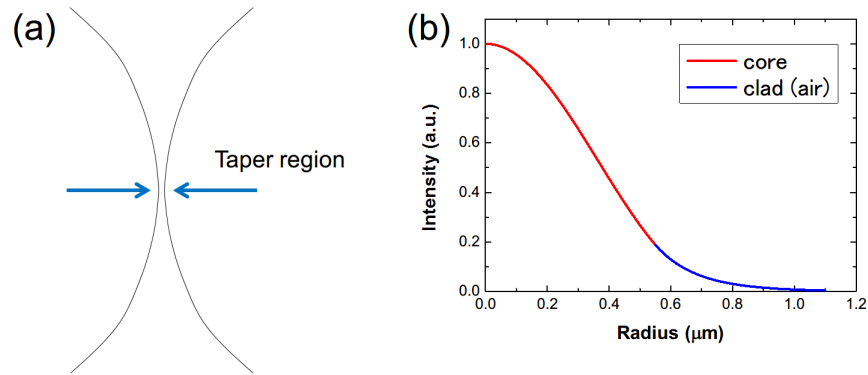 (a)
Taper region
(b)
core
clad (air)
Intensity (a.u.)
1.0
0.8
0.6
0.4
0.2
0.0
0.0 0.2 0.4 0.6 0.8 1.0 1.2
Radius (μm)